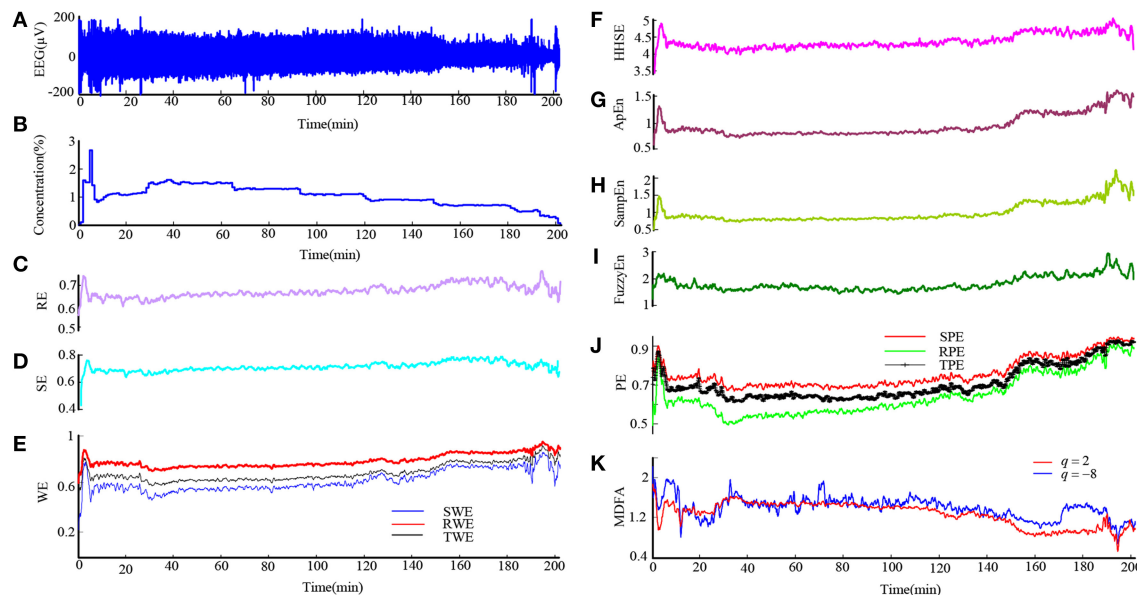 A
200
0
-200
EEG(μV)
0 20 40 60 80 100 120 140 160 180 200
Time(min)
B
3
2
1
0
Concentration(%)
0 20 40 60 80 100 120 140 160 180 200
Time(min)
C
0.7
0.6
0.5
RE
D
0.8
0.6
0.4
SE
E
1
0.6
0.2
WE
SWE
RWE
TWE
0 20 40 60 80 100 120 140 160 180 200
Time(min)
F
5
4.5
4
3.5
HHSE
G
1.5
1
0.5
ApEn
H
2
1.5
1
0.5
SampEn
I
3
2
1
FuzzyEn
J
0.9
0.7
0.5
PE
SPE
RPE
TPE
K
2
1.2
0.4
MDFA
q = 2
q = −8
0 20 40 60 80 100 120 140 160 180 200
Time(min)